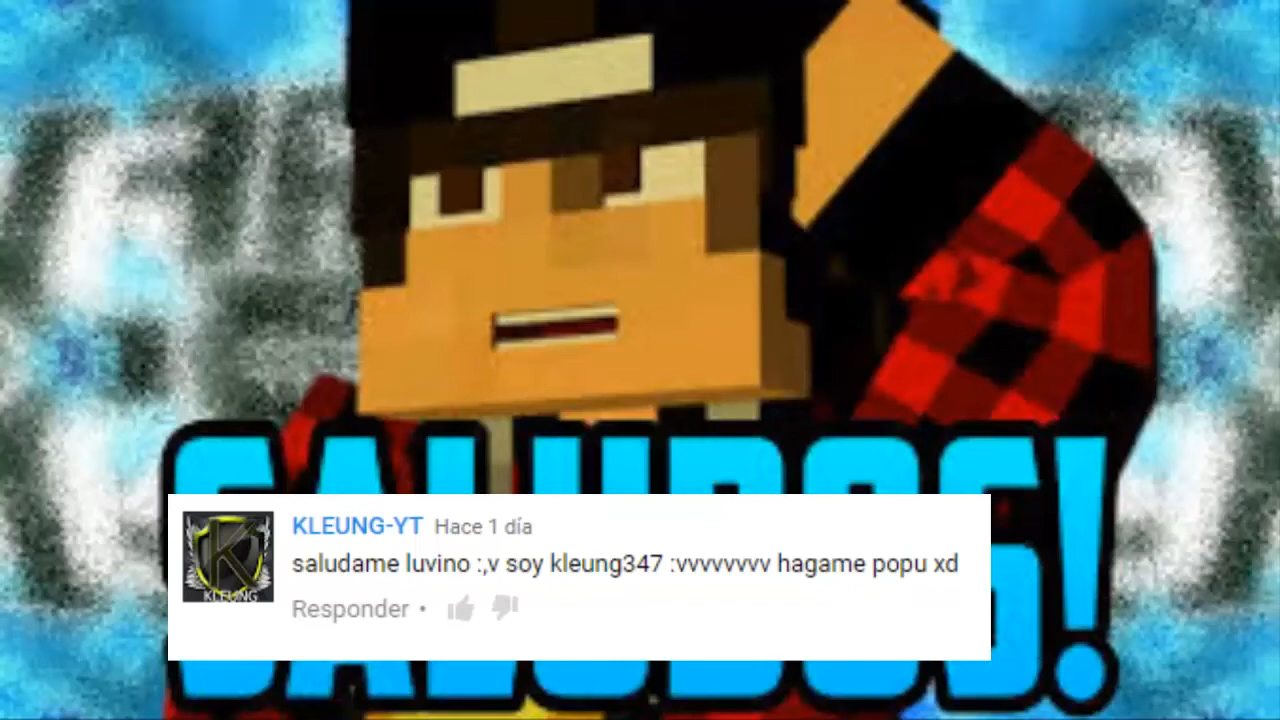 SALUDOS!
KLEUNG-YT Hace 1 día
saludame luvino :,v soy kleung347 :vvvvvvvv hagame popu xd
KLEUNG
Responder •